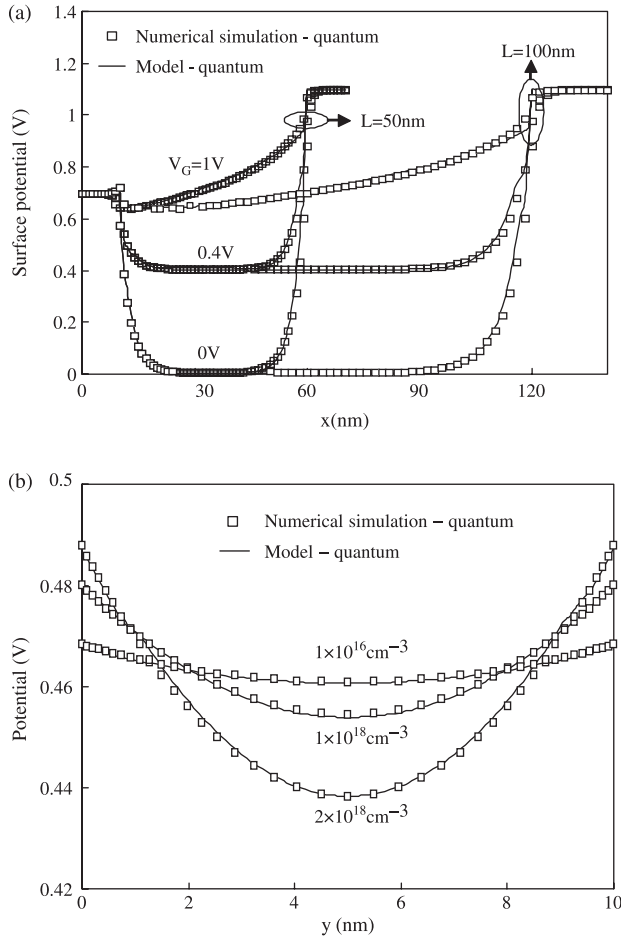 (a)
1.4
1.2
1.0
0.8
0.6
0.4
0.2
0
Surface potential (V)
Numerical simulation - quantum
Model - quantum
L=100nm
L=50nm
V_G=1V
0.4V
0V
0 30 60 90 120
x(nm)
(b)
0.5
0.48
0.46
0.44
0.42
Potential (V)
Numerical simulation – quantum
Model – quantum
1×10¹⁶cm⁻³
1×10¹⁸cm⁻³
2×10¹⁸cm⁻³
0 2 4 6 8 10
y (nm)